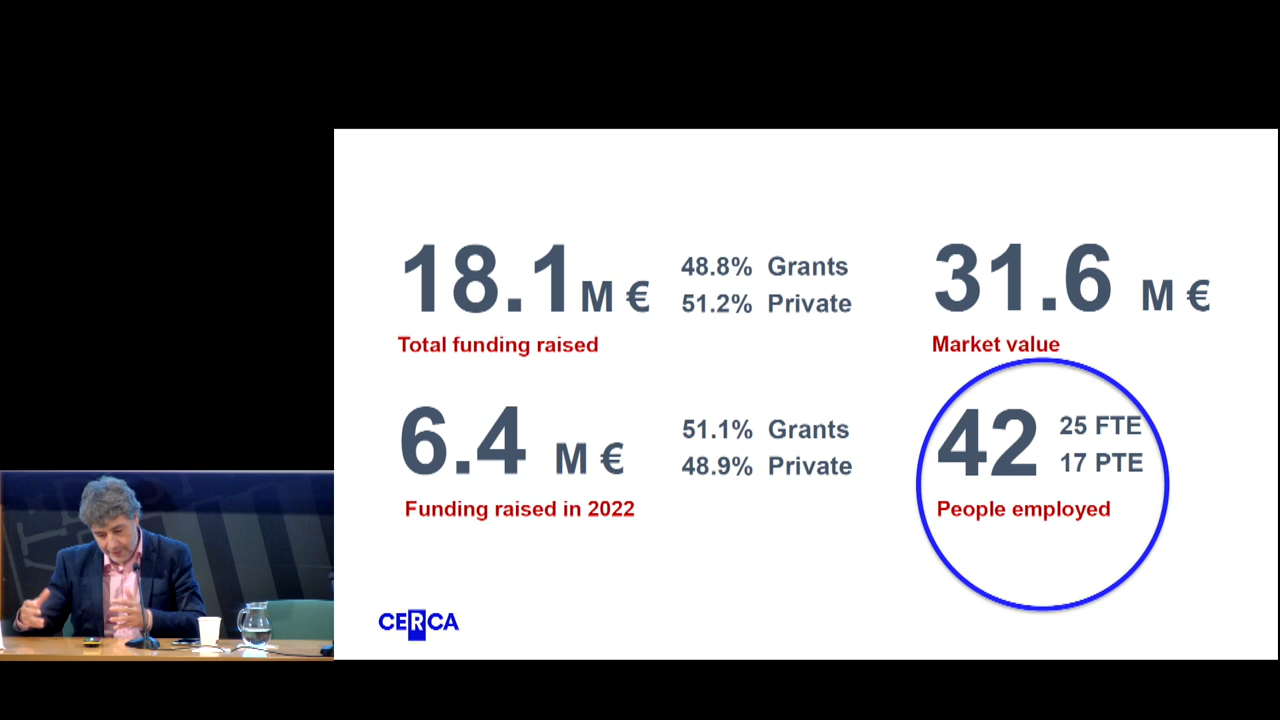 18.1 M €
48.8% Grants
51.2% Private
Total funding raised
31.6 M €
Market value
6.4 M €
51.1% Grants
48.9% Private
Funding raised in 2022
42
25 FTE
17 PTE
People employed
CERCA